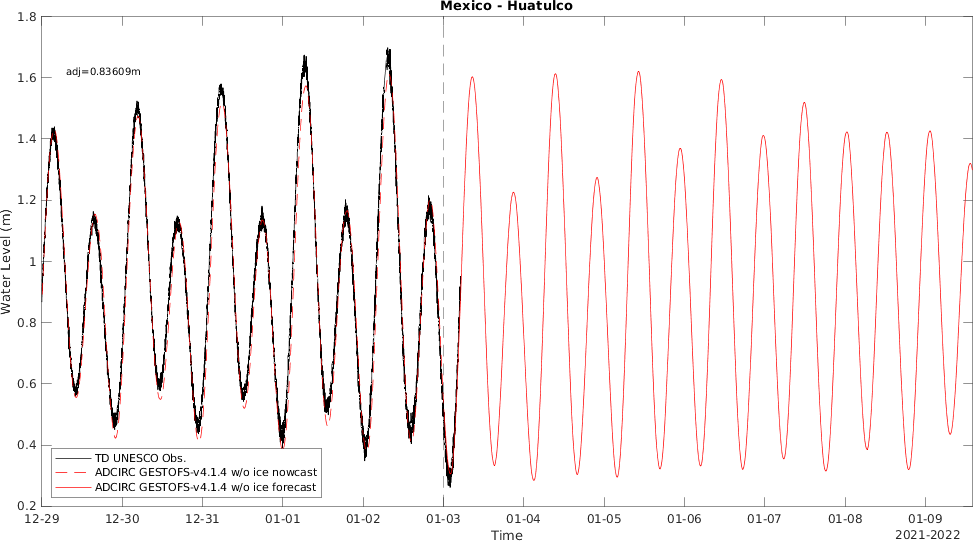 Mexico - Huatulco
1.8
1.6
1.4
1.2
1
0.8
0.6
0.4
0.2
Water Level (m)
adj=0.83609m
TD UNESCO Obs.
ADCIRC GESTOFS-v4.1.4 w/o ice nowcast
ADCIRC GESTOFS-v4.1.4 w/o ice forecast
12-29 12-30 12-31 01-01 01-02 01-03 01-04 01-05 01-06 01-07 01-08 01-09
Time
2021-2022